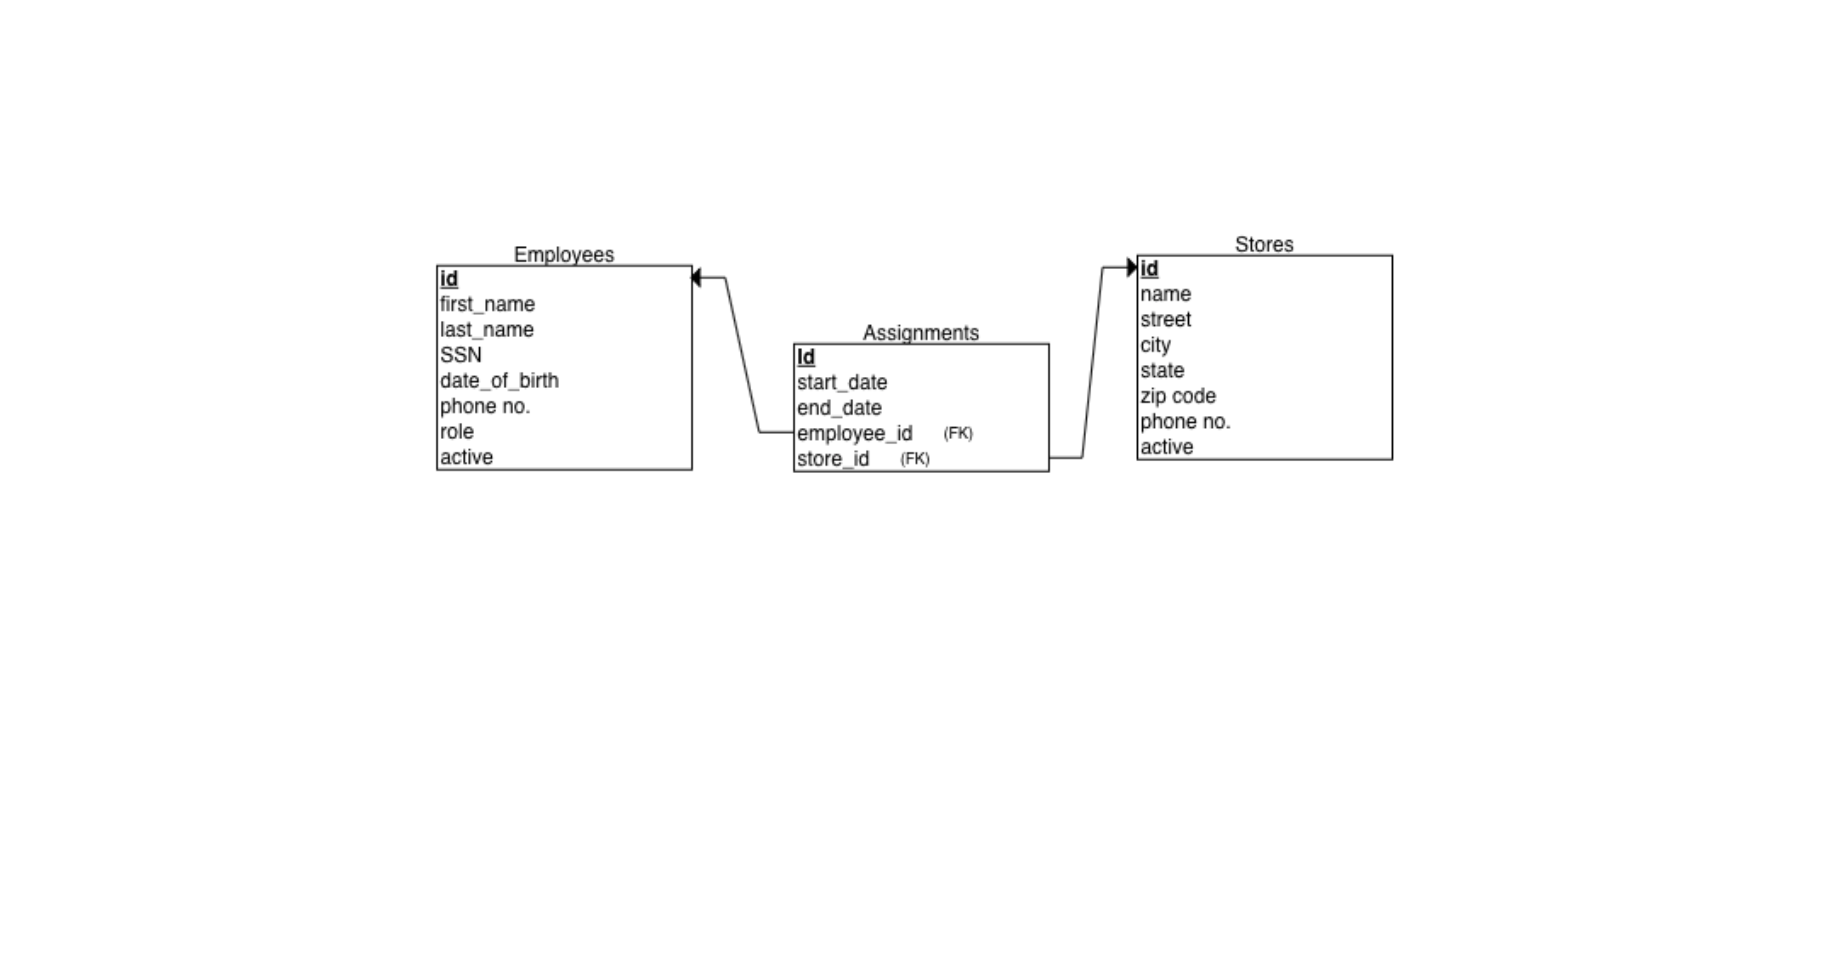 Employees
id
first_name
last_name
SSN
date_of_birth
phone no.
role
active
Assignments
Id
start_date
end_date
employee_id (FK)
store_id (FK)
Stores
id
name
street
city
state
zip code
phone no.
active